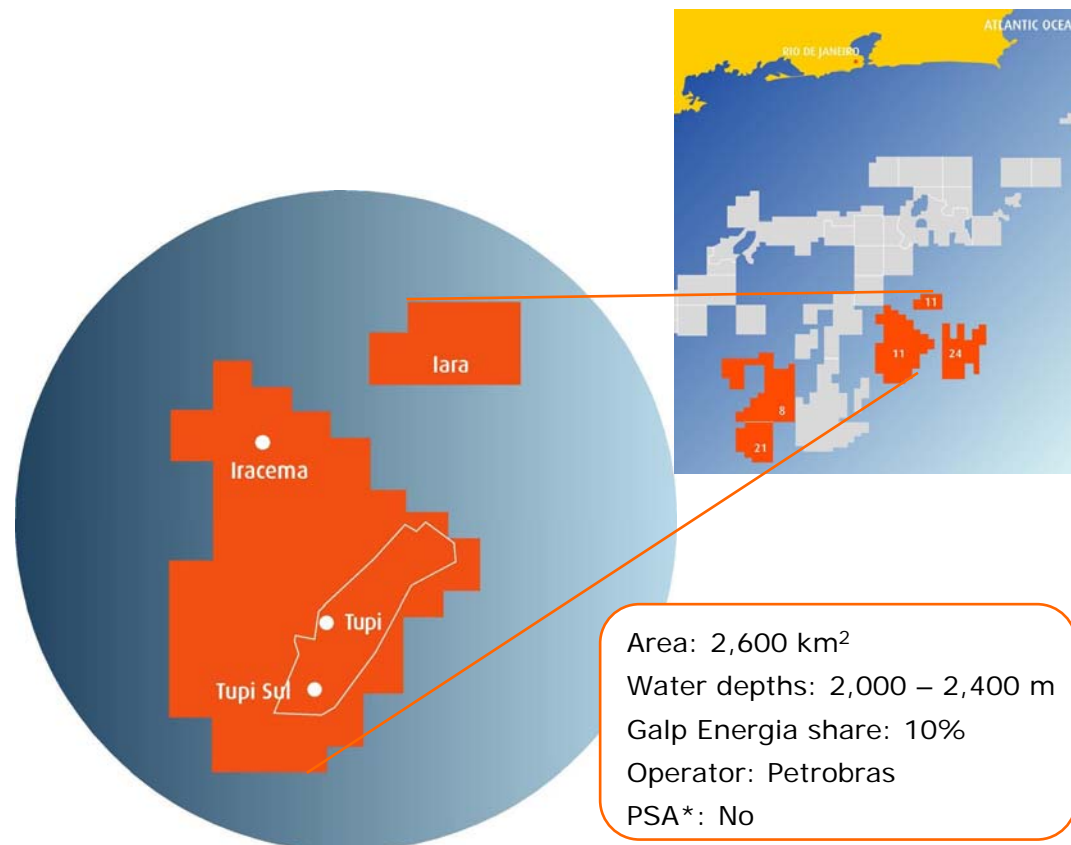 ATLANTIC OCEA
RIO DE JANEIRO
11
11
24
8
21
Iara
Iracema
Tupi
Tupi Sul
Area: 2,600 km²
Water depths: 2,000 – 2,400 m
Galp Energia share: 10%
Operator: Petrobras
PSA*: No